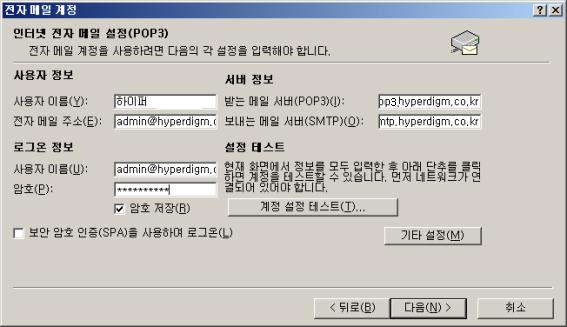 전자 메일 계정
인터넷 전자 메일 설정(POP3)
전자 메일 계정을 사용하려면 다음의 각 설정을 입력해야 합니다.
사용자 정보
사용자 이름(Y): 하이퍼
전자 메일 주소(E): admin@hyperdigm.c
서버 정보
받는 메일 서버(POP3)(I): op3.hyperdigm.co.kr
보내는 메일 서버(SMTP)(O): mtp.hyperdigm.co.kr
로그온 정보
사용자 이름(U): admin@hyperdigm.c
암호(P): **********
암호 저장(R)
보안 암호 인증(SPA)을 사용하여 로그온(L)
설정 테스트
현재 화면에서 정보를 모두 입력한 후 아래 단추를 클릭
하면 계정을 테스트할 수 있습니다. 먼저 네트워크가 연
결되어 있어야 합니다.
계정 설정 테스트(T)...
기타 설정(M)
< 뒤로(B) 다음(N) > 취소